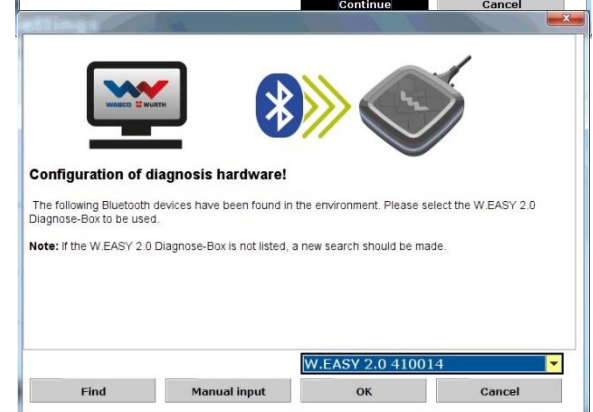 Continue Cancel
ettings
WABCO WÜRTH
Configuration of diagnosis hardware!
The following Bluetooth devices have been found in the environment. Please select the W.EASY 2.0
Diagnose-Box to be used.
Note: If the W.EASY 2.0 Diagnose-Box is not listed, a new search should be made.
W.EASY 2.0 410014
Find Manual input OK Cancel